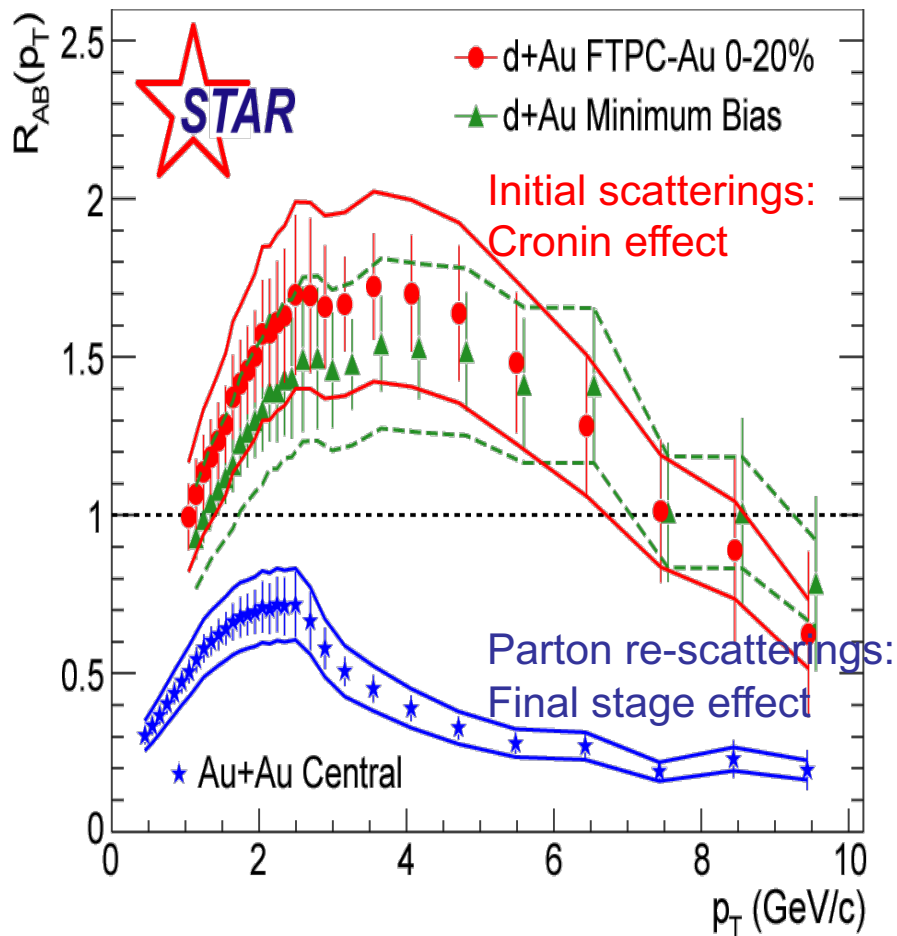 R_AB(p_T)
2.5
2
1.5
1
0.5
0
STAR
d+Au FTPC-Au 0-20%
d+Au Minimum Bias
Initial scatterings:
Cronin effect
Parton re-scatterings:
Final stage effect
Au+Au Central
0 2 4 6 8 10
p_T (GeV/c)